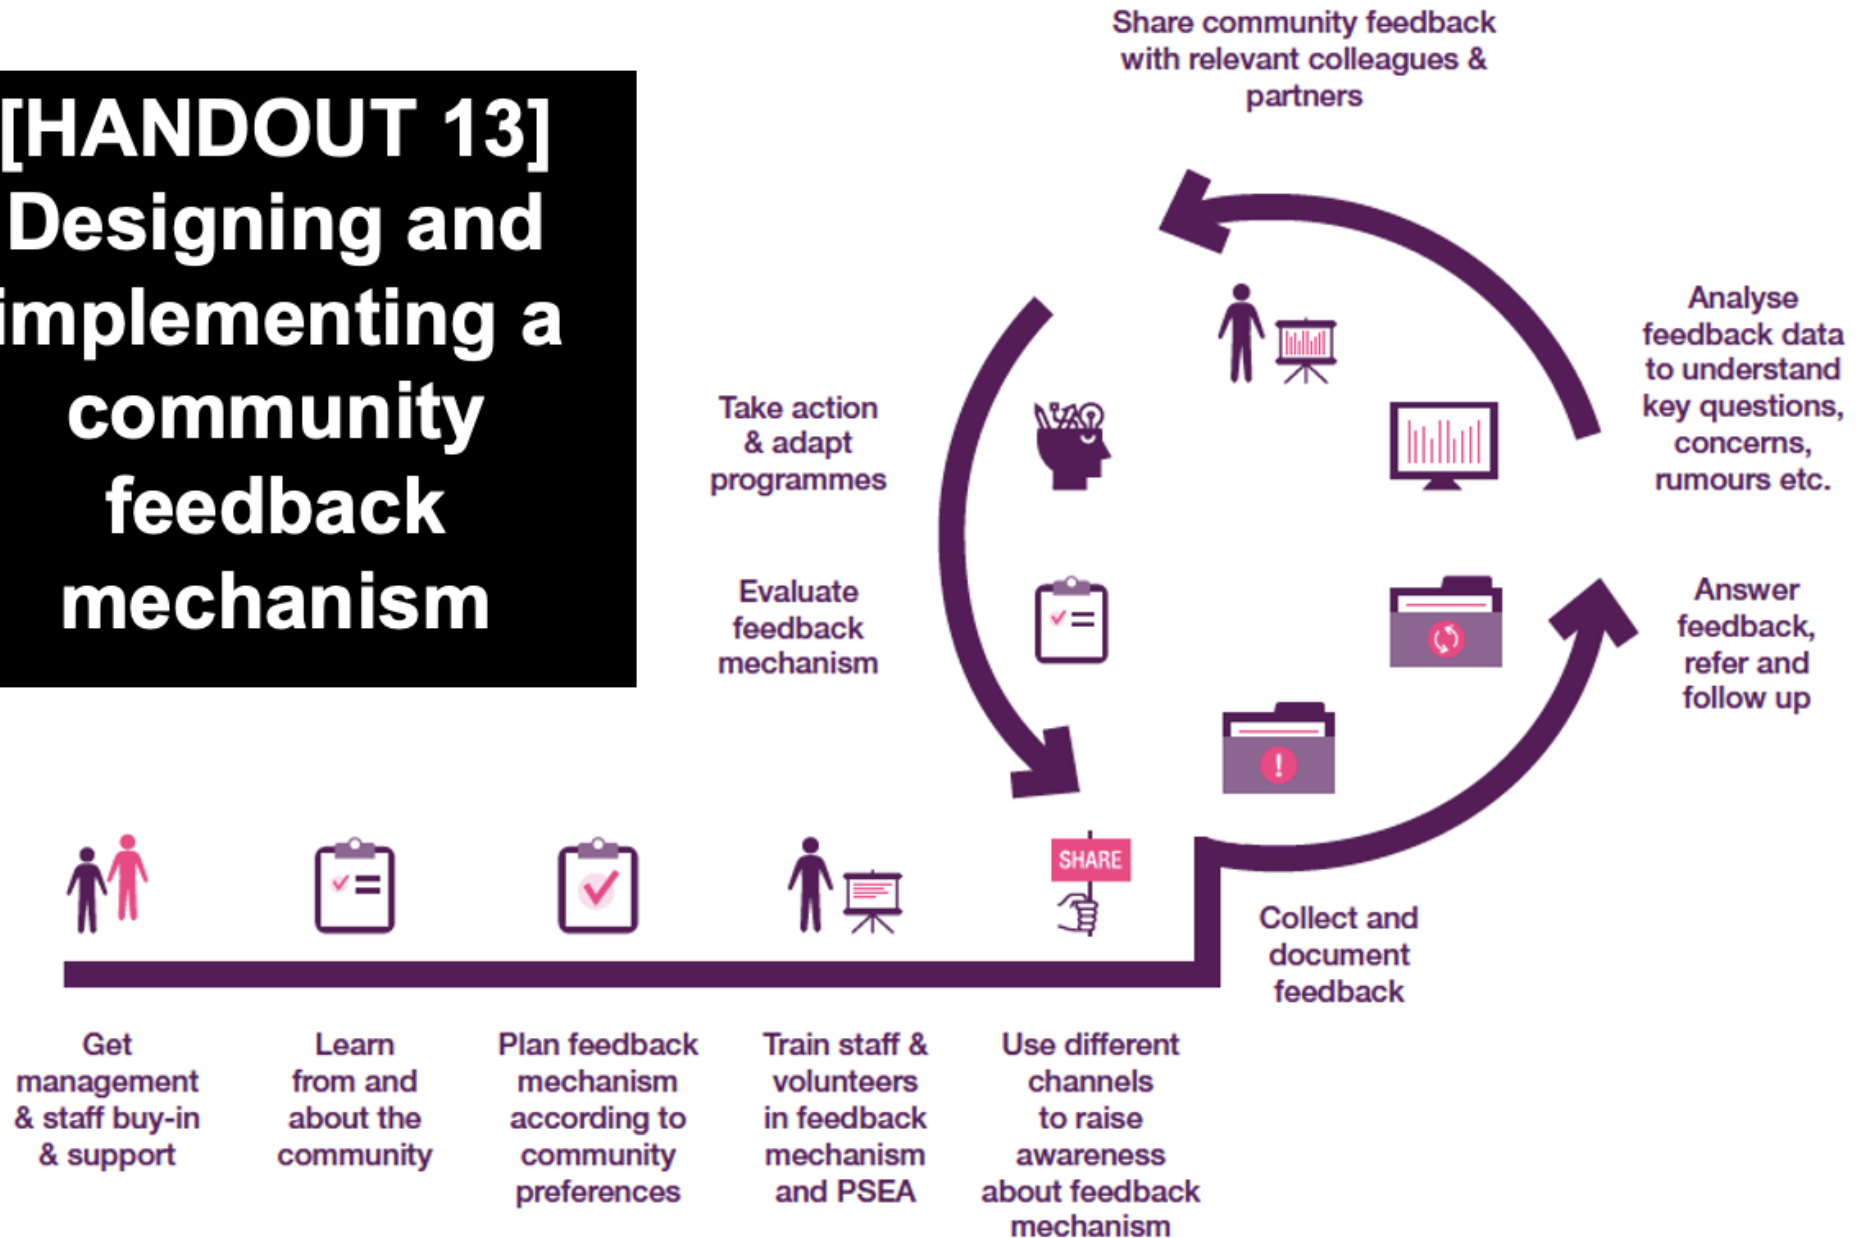 [HANDOUT 13]
Designing and
implementing a
community
feedback
mechanism
Share community feedback
with relevant colleagues &
partners
Analyse
feedback data
to understand
key questions,
concerns,
rumours etc.
Take action
& adapt
programmes
Evaluate
feedback
mechanism
Answer
feedback,
refer and
follow up
SHARE
Collect and
document
feedback
Get
management
& staff buy-in
& support
Learn
from and
about the
community
Plan feedback
mechanism
according to
community
preferences
Train staff &
volunteers
in feedback
mechanism
and PSEA
Use different
channels
to raise
awareness
about feedback
mechanism